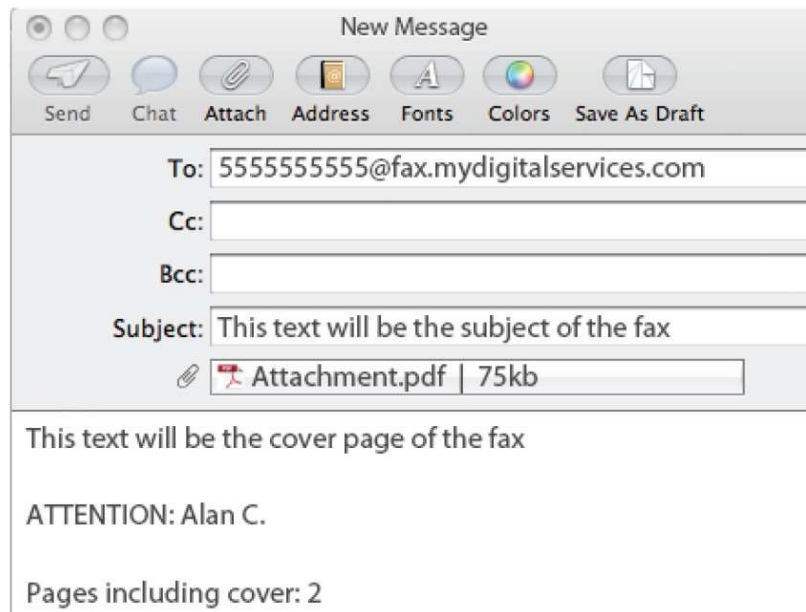 New Message
Send Chat Attach Address Fonts Colors Save As Draft
To: 5555555555@fax.mydigitalservices.com
Cc:
Bcc:
Subject: This text will be the subject of the fax
Attachment.pdf | 75kb
This text will be the cover page of the fax
ATTENTION: Alan C.
Pages including cover: 2